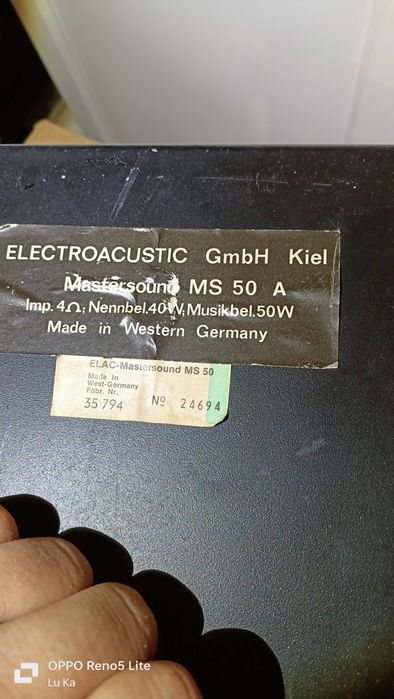 ELECTROACUSTIC GmbH Kiel
Mastersound MS 50 A
Imp. 4Ω, Nennbel.40W, Musikbel.50W
Made in Western Germany
ELAC-Mastersound MS 50
Made in
West-Germany
Fabr. Nr.
35 794 № 24694
OPPO Reno5 Lite
Lu Ka